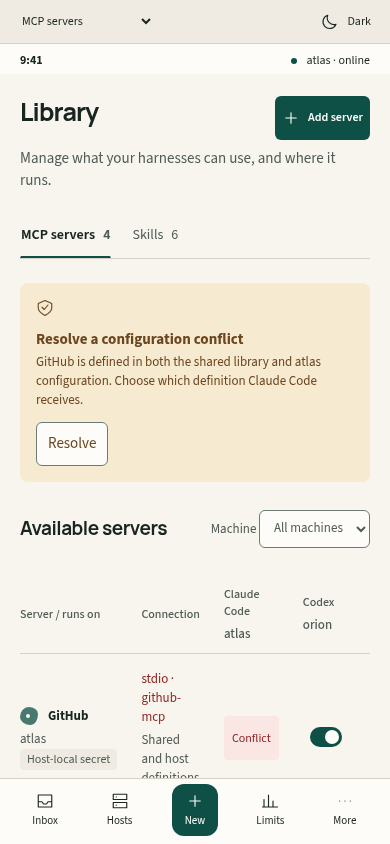 MCP servers
Dark
9:41
atlas · online
Library
Add server
Manage what your harnesses can use, and where it
runs.
MCP servers 4
Skills 6
Resolve a configuration conflict
GitHub is defined in both the shared library and atlas
configuration. Choose which definition Claude Code
receives.
Resolve
Available servers
Machine
All machines
Server / runs on
Connection
Claude
Code
atlas
Codex
orion
GitHub
atlas
Host-local secret
stdio ·
github-
mcp
Shared
and host
definitions
Conflict
Inbox
Hosts
New
Limits
More